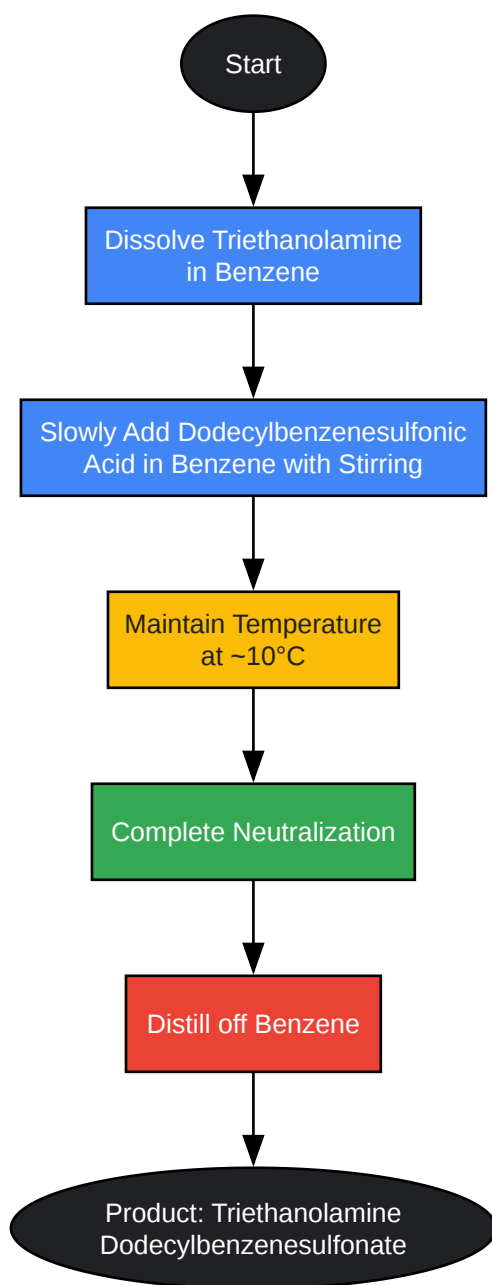 Start
Dissolve Triethanolamine
in Benzene
Slowly Add Dodecylbenzenesulfonic
Acid in Benzene with Stirring
Maintain Temperature
at ~10°C
Complete Neutralization
Distill off Benzene
Product: Triethanolamine
Dodecylbenzenesulfonate